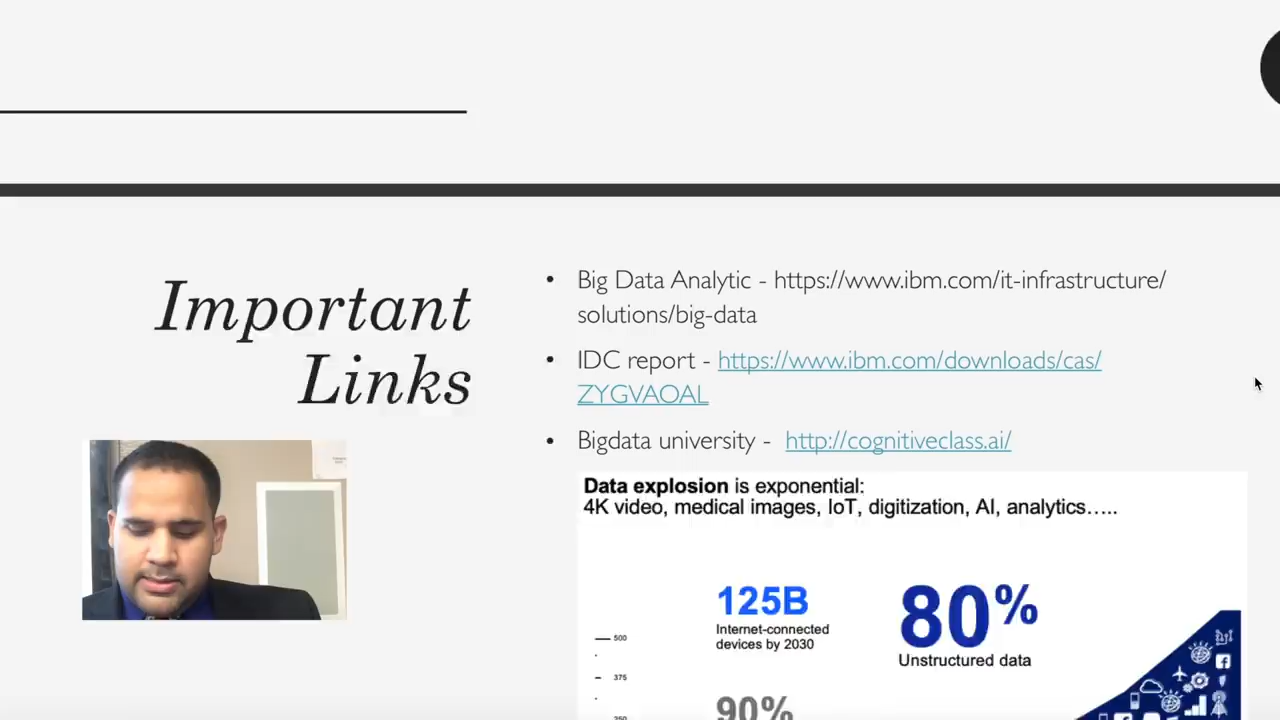 Important
Links
• Big Data Analytic - https://www.ibm.com/it-infrastructure/
solutions/big-data
• IDC report - https://www.ibm.com/downloads/cas/
ZYGVAOAL
• Bigdata university - http://cognitiveclass.ai/
Data explosion is exponential:
4K video, medical images, IoT, digitization, AI, analytics…..
125B
Internet-connected
devices by 2030
80%
Unstructured data
500
375
90%
250